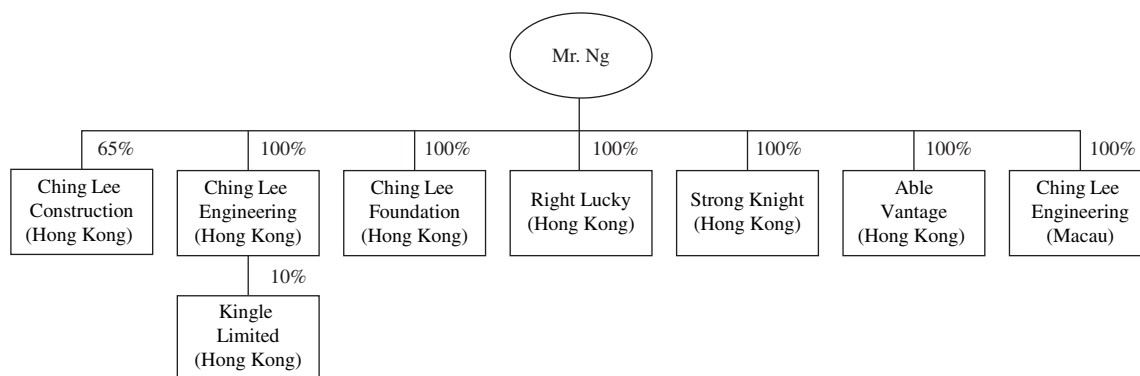 Mr. Ng
65%
100%
100%
100%
100%
100%
100%
Ching Lee
Construction
(Hong Kong)
Ching Lee
Engineering
(Hong Kong)
Ching Lee
Foundation
(Hong Kong)
Right Lucky
(Hong Kong)
Strong Knight
(Hong Kong)
Able
Vantage
(Hong Kong)
Ching Lee
Engineering
(Macau)
10%
Kingle
Limited
(Hong Kong)